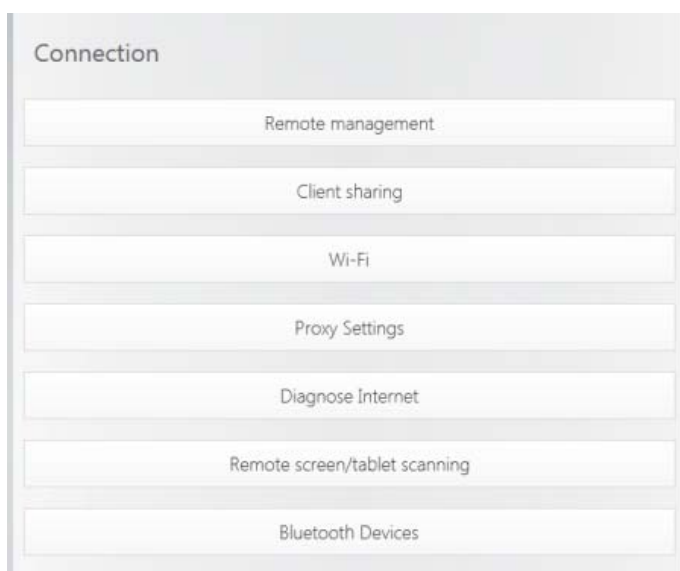 Connection
Remote management
Client sharing
Wi-Fi
Proxy Settings
Diagnose Internet
Remote screen/tablet scanning
Bluetooth Devices